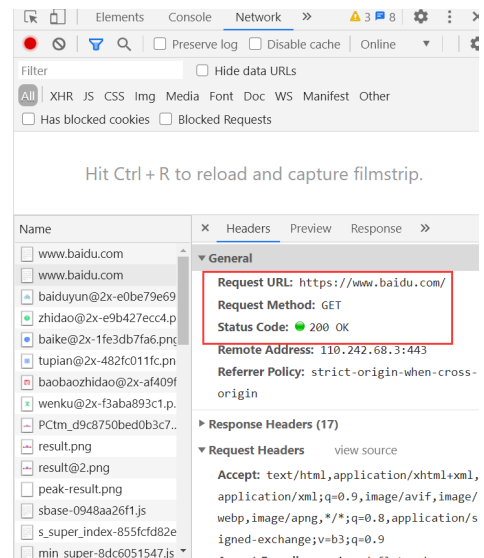 Elements Console Network » 3 8
Preserve log Disable cache Online
Filter Hide data URLs
All XHR JS CSS Img Media Font Doc WS Manifest Other
Has blocked cookies Blocked Requests
Hit Ctrl + R to reload and capture filmstrip.
Name
× Headers Preview Response »
www.baidu.com
www.baidu.com
baiduyun@2x-e0be79e69
zhidao@2x-e9b427ecc4.p
baike@2x-1fe3db7fa6.png
tupian@2x-482fc011fc.pn
baobaozhidao@2x-af409f
wenku@2x-f3aba893c1.p.
PCtm_d9c8750bed0b3c7..
result.png
result@2.png
peak-result.png
sbase-0948aa26f1.js
s_super_index-855fcfd82e
min_super-8dc6051547.js
General
Request URL: https://www.baidu.com/
Request Method: GET
Status Code: 200 OK
Remote Address: 110.242.68.3:443
Referrer Policy: strict-origin-when-cross-
origin
Response Headers (17)
Request Headers view source
Accept: text/html,application/xhtml+xml,
application/xml;q=0.9,image/avif,image/
webp,image/apng,*/*;q=0.8,application/s
igned-exchange;v=b3;q=0.9